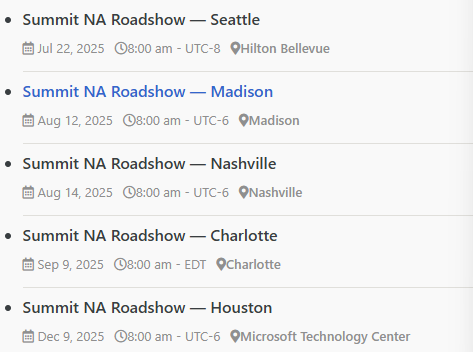 Summit NA Roadshow — Seattle
Jul 22, 2025 8:00 am - UTC-8 Hilton Bellevue
Summit NA Roadshow — Madison
Aug 12, 2025 8:00 am - UTC-6 Madison
Summit NA Roadshow — Nashville
Aug 14, 2025 8:00 am - UTC-6 Nashville
Summit NA Roadshow — Charlotte
Sep 9, 2025 8:00 am - EDT Charlotte
Summit NA Roadshow — Houston
Dec 9, 2025 8:00 am - UTC-6 Microsoft Technology Center